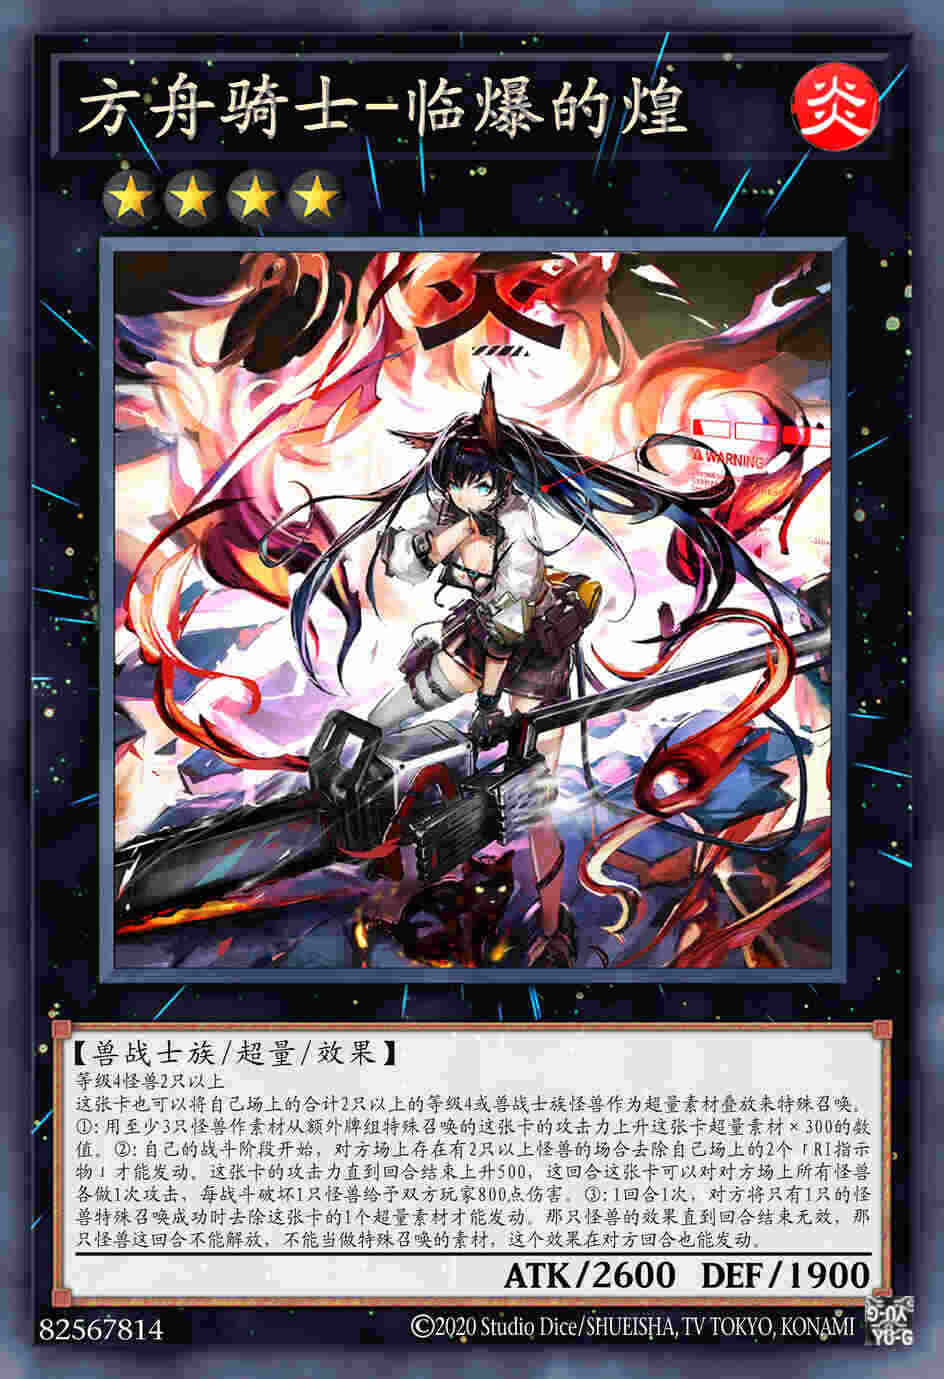 方舟骑士-临爆的煌
炎
炎
WARNING
【兽战士族/超量/效果】
等级4怪兽2只以上
这张卡也可以将自己场上的合计2只以上的等级4或兽战士族怪兽作为超量素材叠放来特殊召唤。
①:用至少3只怪兽作素材从额外牌组特殊召唤的这张卡的攻击力上升这张卡超量素材×300的数
值。②:自己的战斗阶段开始,对方场上存在有2只以上怪兽的场合去除自己场上的2个「RI指示
物」才能发动。这张卡的攻击力直到回合结束上升500,这回合这张卡可以对对方场上所有怪兽
各做1次攻击,每战斗破坏1只怪兽给予双方玩家800点伤害。③:1回合1次,对方将只有1只的怪
兽特殊召唤成功时去除这张卡的1个超量素材才能发动。那只怪兽的效果直到回合结束无效,那
只怪兽这回合不能解放,不能当做特殊召唤的素材,这个效果在对方回合也能发动。
ATK/2600 DEF/1900
82567814
©2020 Studio Dice/SHUEISHA, TV TOKYO, KONAMI